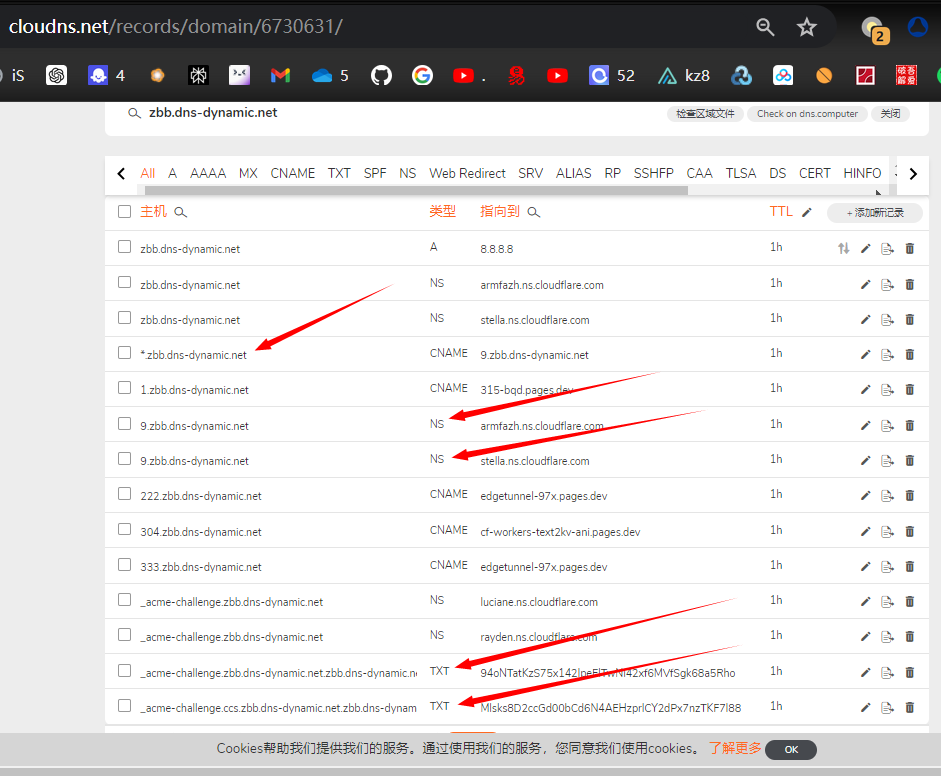 cloudns.net/records/domain/6730631/
2
iS 4 5 . 52 kz8
zbb.dns-dynamic.net 检查区域文件 Check on dns.computer 关闭
All A AAAA MX CNAME TXT SPF NS Web Redirect SRV ALIAS RP SSHFP CAA TLSA DS CERT HINFO
主机 类型 指向到 TTL +添加新记录
zbb.dns-dynamic.net A 8.8.8.8 1h
zbb.dns-dynamic.net NS armfazh.ns.cloudflare.com 1h
zbb.dns-dynamic.net NS stella.ns.cloudflare.com 1h
*.zbb.dns-dynamic.net CNAME 9.zbb.dns-dynamic.net 1h
1.zbb.dns-dynamic.net CNAME 315-bqd.pages.dev 1h
9.zbb.dns-dynamic.net NS armfazh.ns.cloudflare.com 1h
9.zbb.dns-dynamic.net NS stella.ns.cloudflare.com 1h
222.zbb.dns-dynamic.net CNAME edgetunnel-97x.pages.dev 1h
304.zbb.dns-dynamic.net CNAME cf-workers-text2kv-ani.pages.dev 1h
333.zbb.dns-dynamic.net CNAME edgetunnel-97x.pages.dev 1h
_acme-challenge.zbb.dns-dynamic.net NS luciane.ns.cloudflare.com 1h
_acme-challenge.zbb.dns-dynamic.net NS rayden.ns.cloudflare.com 1h
_acme-challenge.zbb.dns-dynamic.net.zbb.dns-dynamic.n TXT 1h
_acme-challenge.ccs.zbb.dns-dynamic.net.zbb.dns-dynam TXT MIsks8D2ccGd00bCd6N4AEHzprlCY2dPx7nzTKF7l88 1h
Cookies帮助我们提供我们的服务。通过使用我们的服务，您同意我们使用cookies。 了解更多 OK